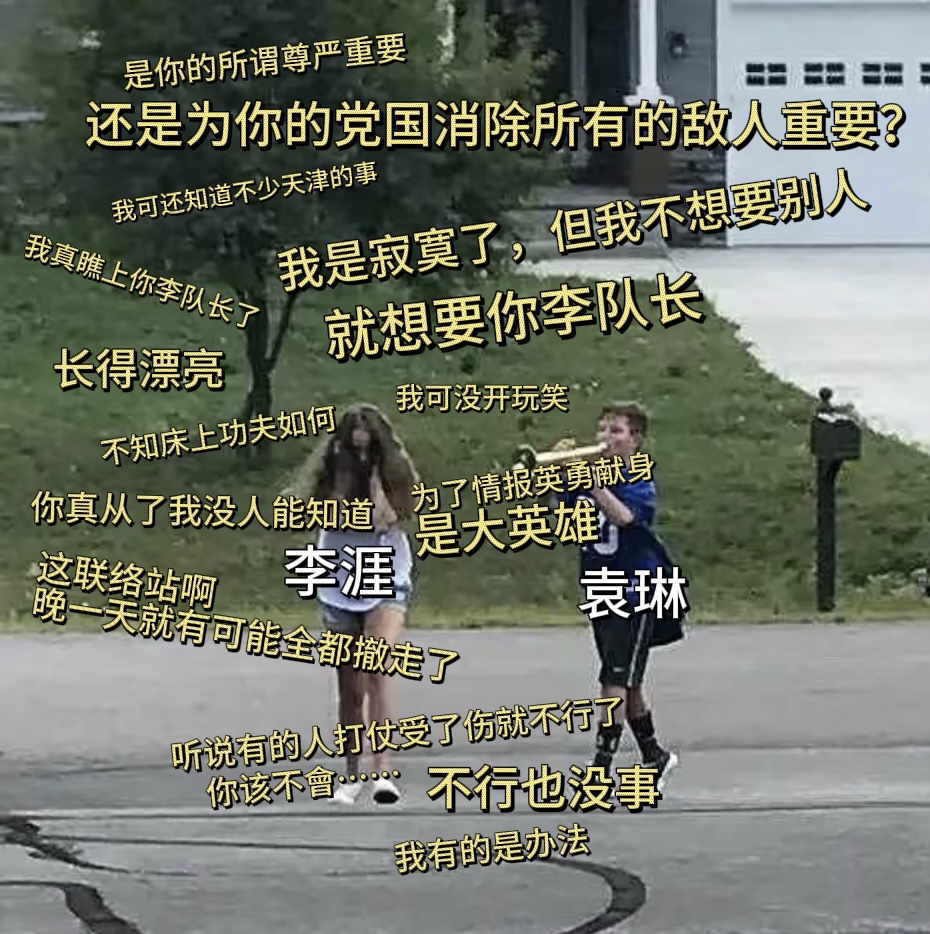 是你的所谓尊严重要
还是为你的党国消除所有的敌人重要?
我可还知道不少天津的事
我真瞧上你李队长了
我是寂寞了，但我不想要别人
就想要你李队长
长得漂亮
我可没开玩笑
不知床上功夫如何
为了情报英勇献身
是大英雄
你真从了我没人能知道
李涯
袁琳
这联络站啊
晚一天就有可能全都撤走了
听说有的人打仗受了伤就不行了
你该不會……
不行也没事
我有的是办法